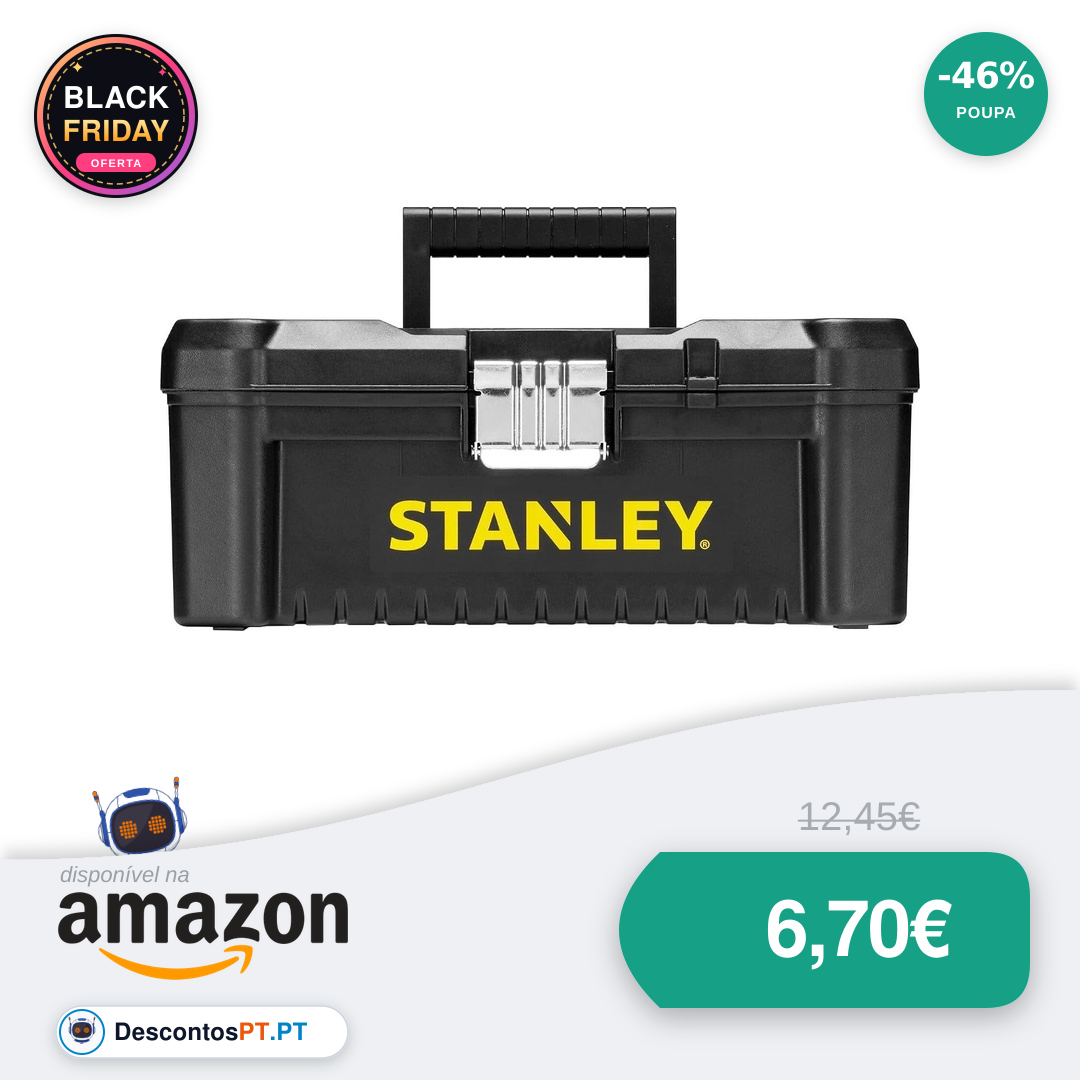 BLACK
FRIDAY
OFERTA
-46%
POUPA
STANLEY®
12,45€
6,70€
disponível na
amazon
DescontosPT.PT